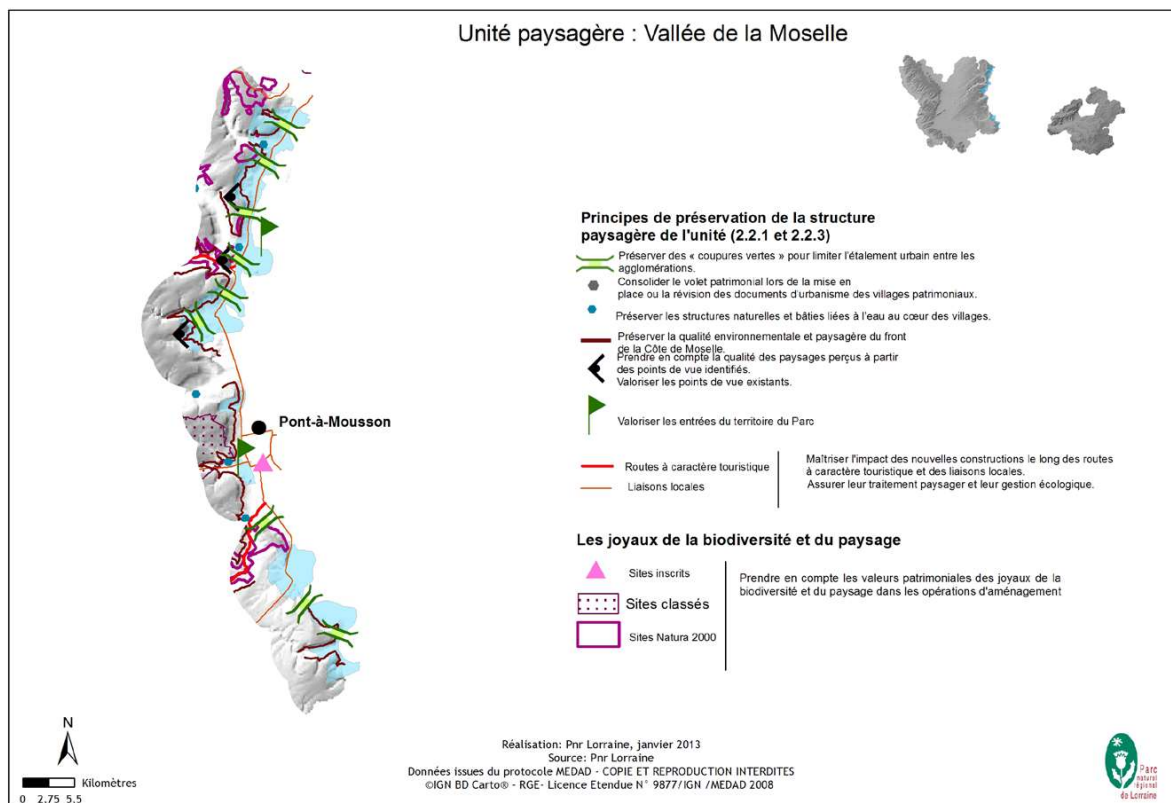 Unité paysagère : Vallée de la Moselle
Pont-à-Mousson
Principes de préservation de la structure
paysagère de l'unité (2.2.1 et 2.2.3)
Préserver des « coupures vertes » pour limiter l'étalement urbain entre les
agglomérations.
Consolider le volet patrimonial lors de la mise en
place ou la révision des documents d'urbanisme des villages patrimoniaux.
Préserver les structures naturelles et bâties liées à l'eau au cœur des villages.
Préserver la qualité environnementale et paysagère du front
de la Côte de Moselle.
Prendre en compte la qualité des paysages perçus à partir
des points de vue identifiés.
Valoriser les points de vue existants.
Valoriser les entrées du territoire du Parc
Routes à caractère touristique
Liaisons locales
Maîtriser l'impact des nouvelles constructions le long des routes
à caractère touristique et des liaisons locales.
Assurer leur traitement paysager et leur gestion écologique.
Les joyaux de la biodiversité et du paysage
Sites inscrits
Sites classés
Sites Natura 2000
Prendre en compte les valeurs patrimoniales des joyaux de la
biodiversité et du paysage dans les opérations d'aménagement
N
Kilomètres
0 2.75 5.5
Réalisation: Pnr Lorraine, janvier 2013
Source: Pnr Lorraine
Données issues du protocole MEDAD - COPIE ET REPRODUCTION INTERDITES
©IGN BD Carto® - RGE- Licence Etendue N° 9877/IGN /MEDAD 2008
Parc
naturel
régional
de Lorraine